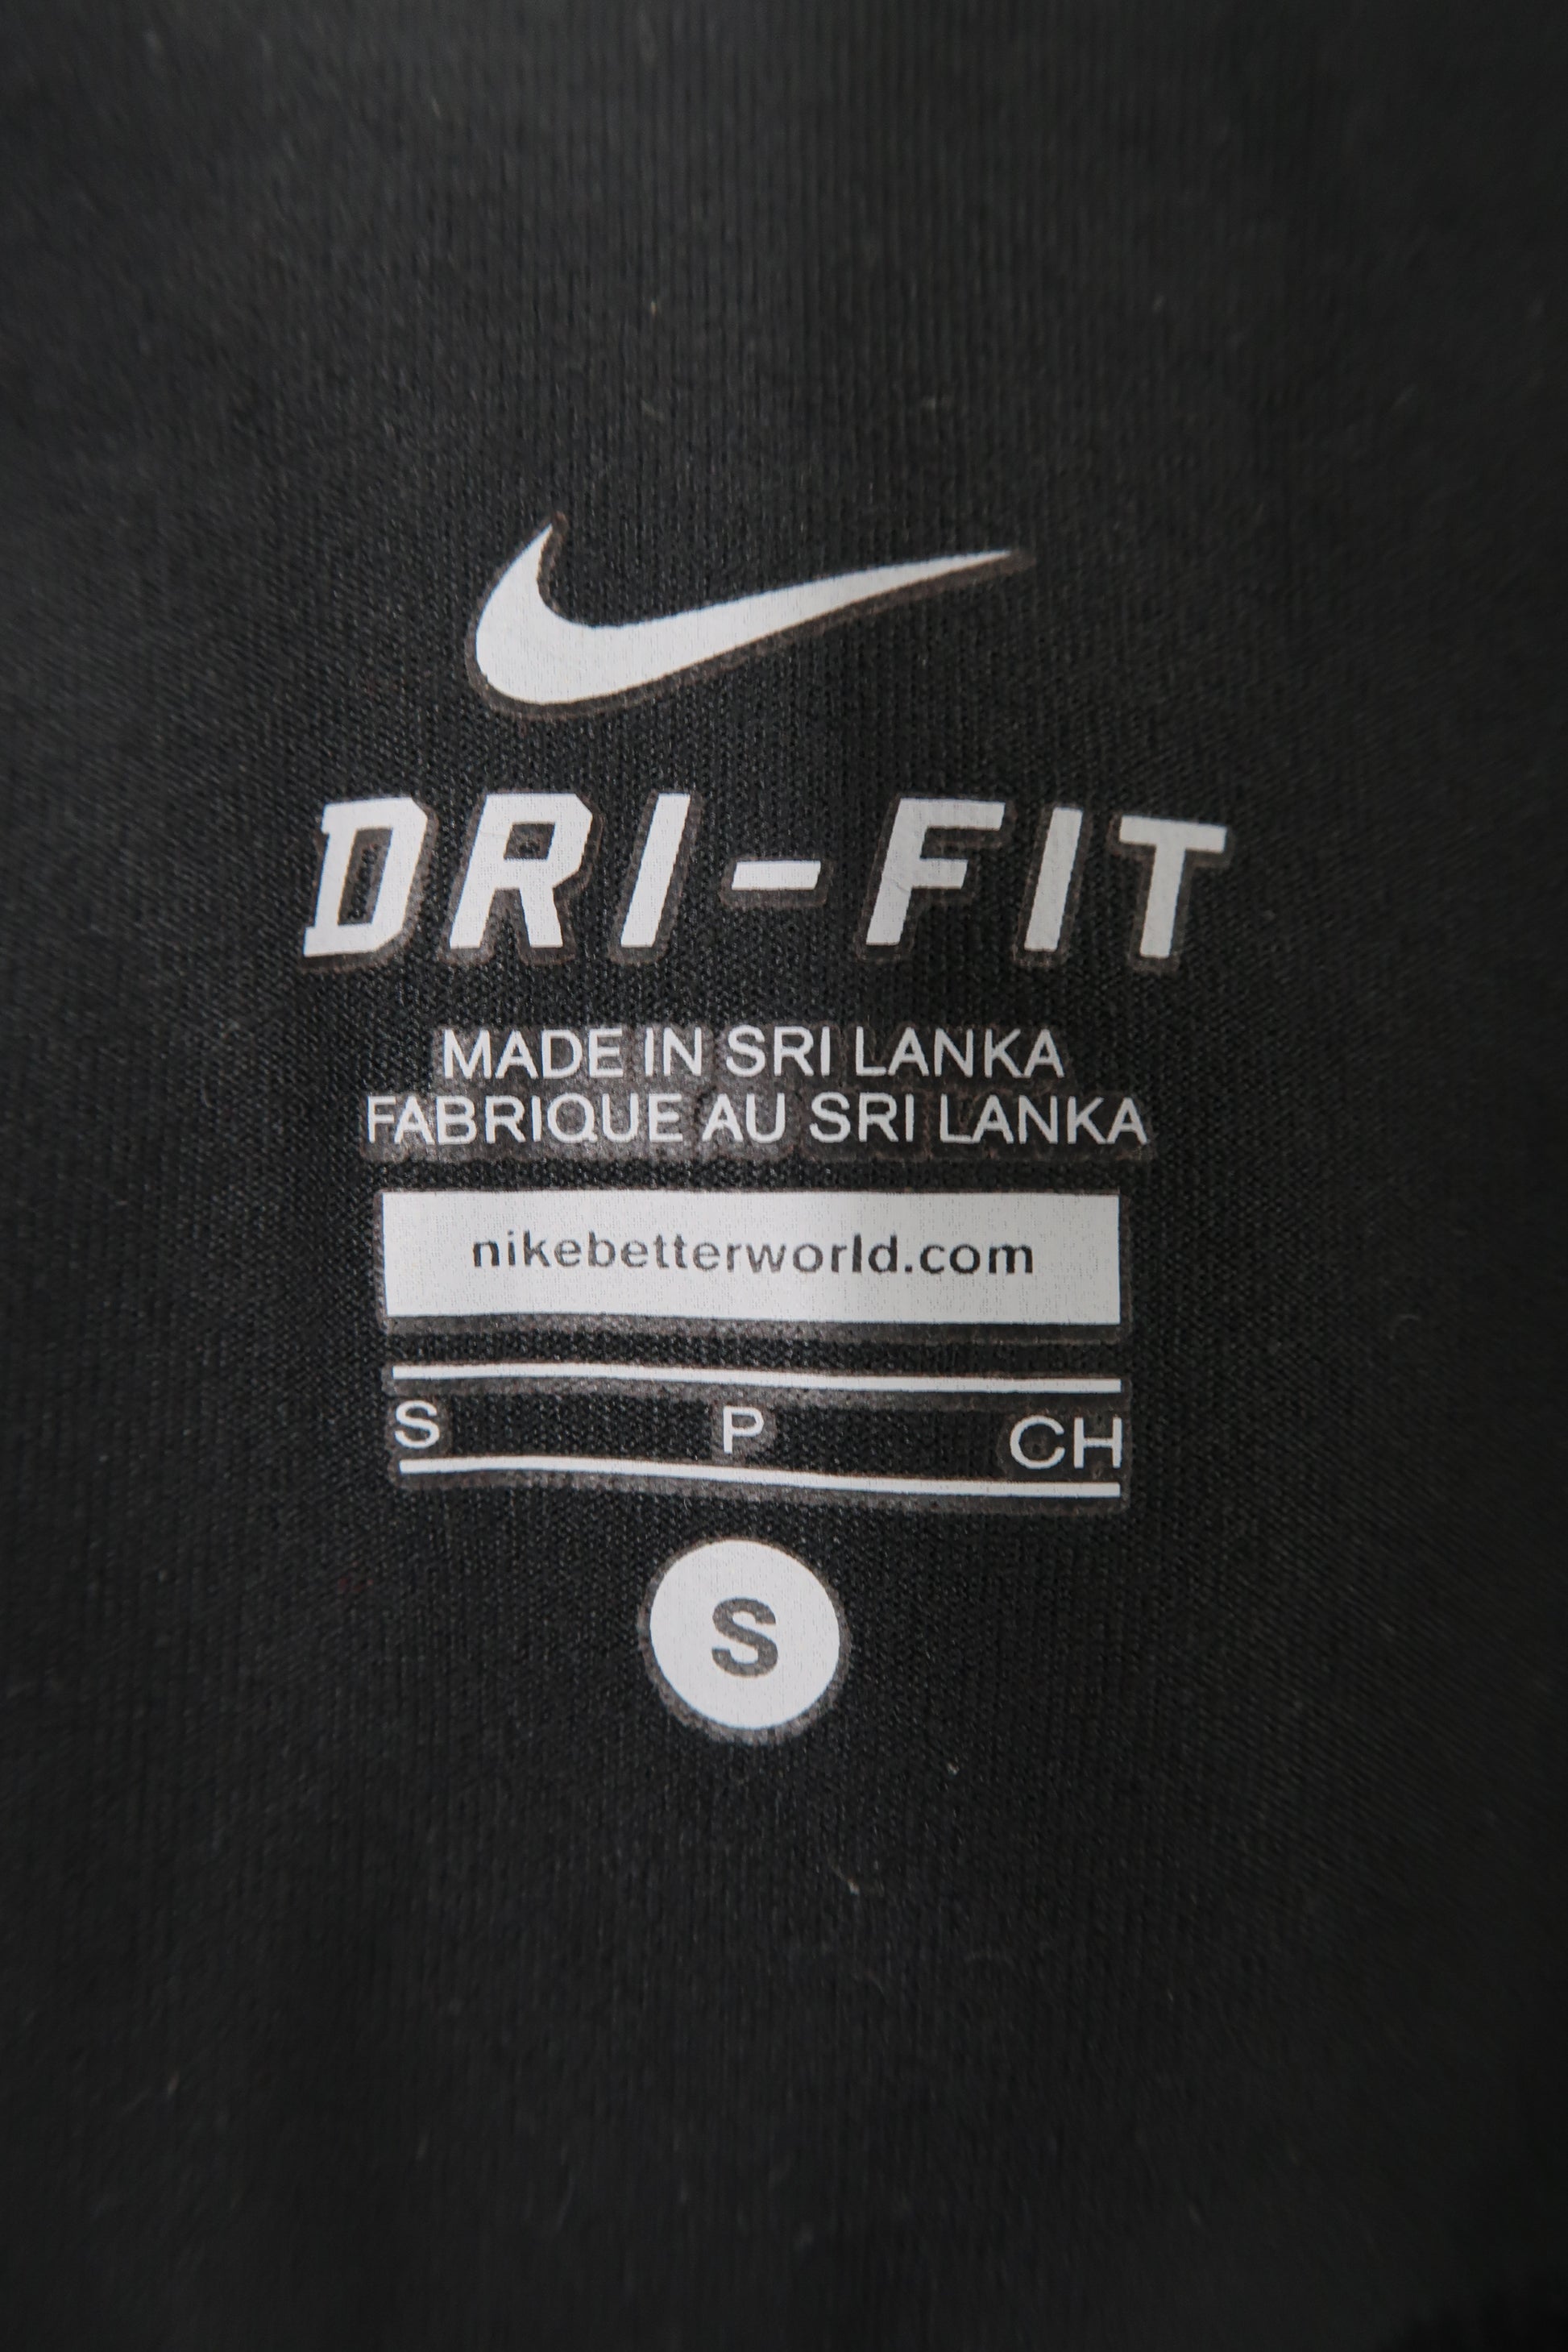 DRI-FIT
MADE IN SRI LANKA
FABRIQUE AU SRI LANKA
nikebetterworld.com
S P CH
S